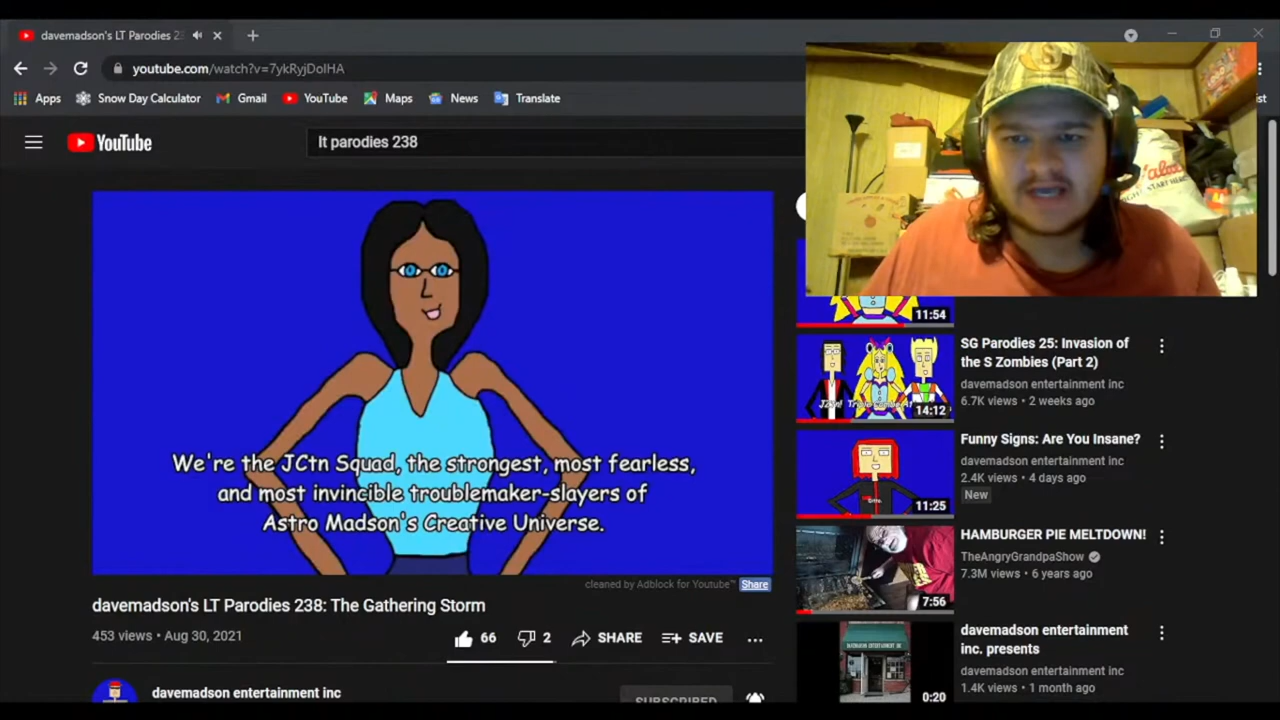 davemadson's LT Parodies 23
youtube.com/watch?v=7ykRyjDoIHA
Apps Snow Day Calculator Gmail YouTube Maps News Translate
YouTube
lt parodies 238
We're the JCtn Squad, the strongest, most fearless,
and most invincible troublemaker-slayers of
Astro Madson's Creative Universe.
cleaned by Adblock for Youtube™ Share
davemadson's LT Parodies 238: The Gathering Storm
453 views • Aug 30, 2021
66 2 SHARE SAVE
davemadson entertainment inc
SUBSCRIBED
11:54
SG Parodies 25: Invasion of
the S Zombies (Part 2)
davemadson entertainment inc
6.7K views • 2 weeks ago
14:12
Funny Signs: Are You Insane?
davemadson entertainment inc
2.4K views • 4 days ago
New
11:25
HAMBURGER PIE MELTDOWN!
TheAngryGrandpaShow
7.3M views • 6 years ago
7:56
davemadson entertainment
inc. presents
davemadson entertainment inc
1.4K views • 1 month ago
0:20
START HERE